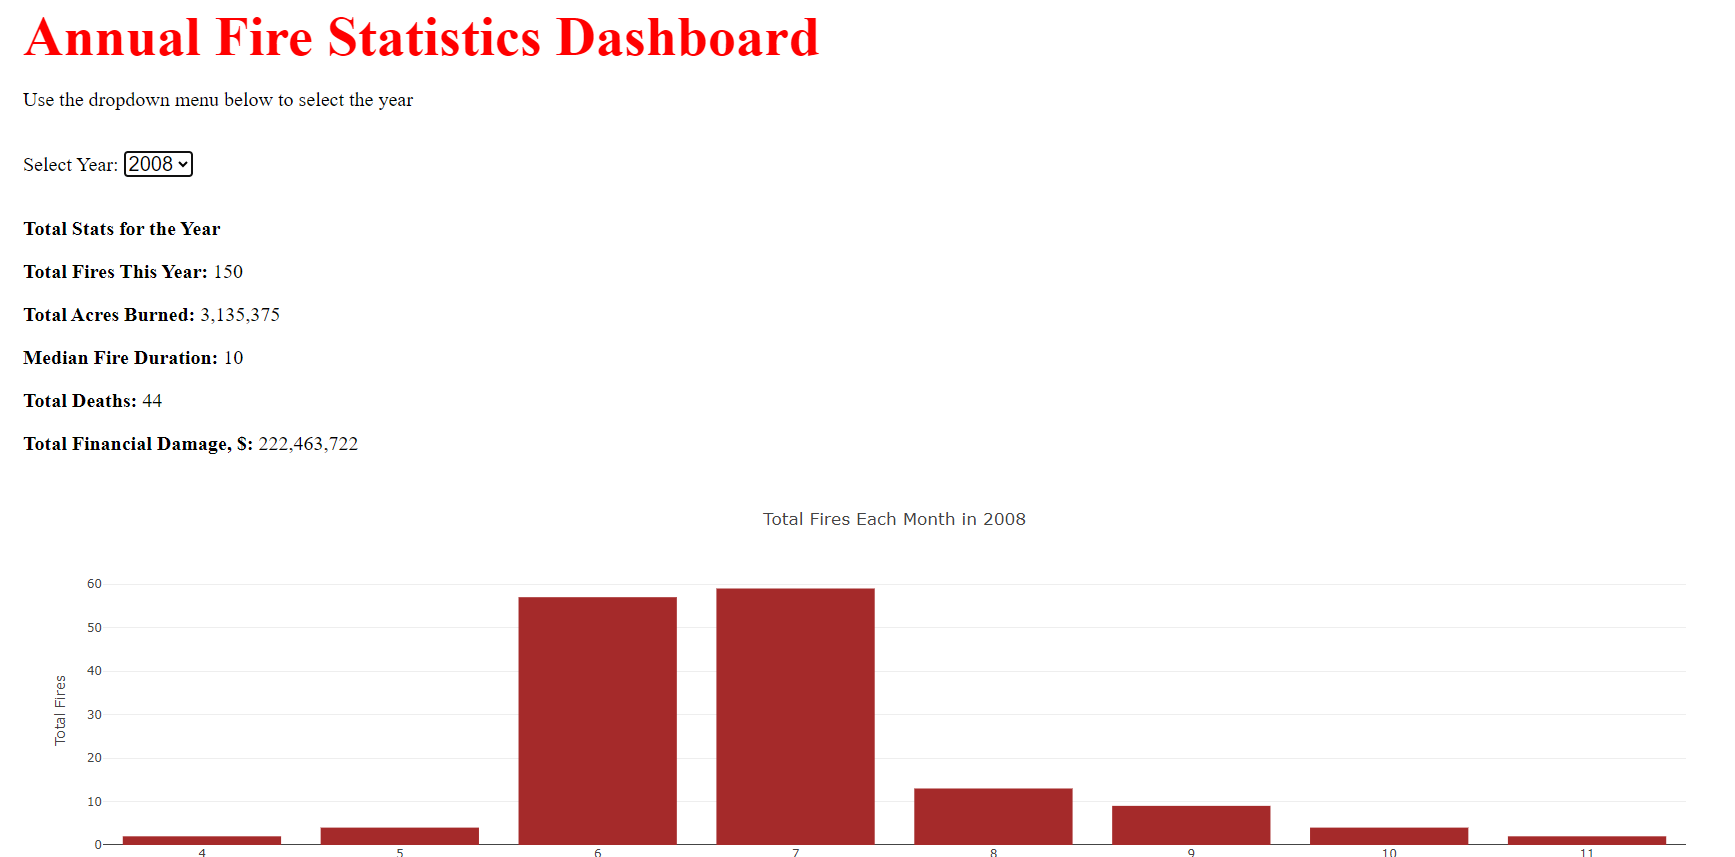 Annual Fire Statistics Dashboard
Use the dropdown menu below to select the year
Select Year: 2008
Total Stats for the Year
Total Fires This Year: 150
Total Acres Burned: 3,135,375
Median Fire Duration: 10
Total Deaths: 44
Total Financial Damage, $: 222,463,722
Total Fires Each Month in 2008
60
50
40
30
20
10
0
Total Fires
4 5 6 7 8 9 10 11